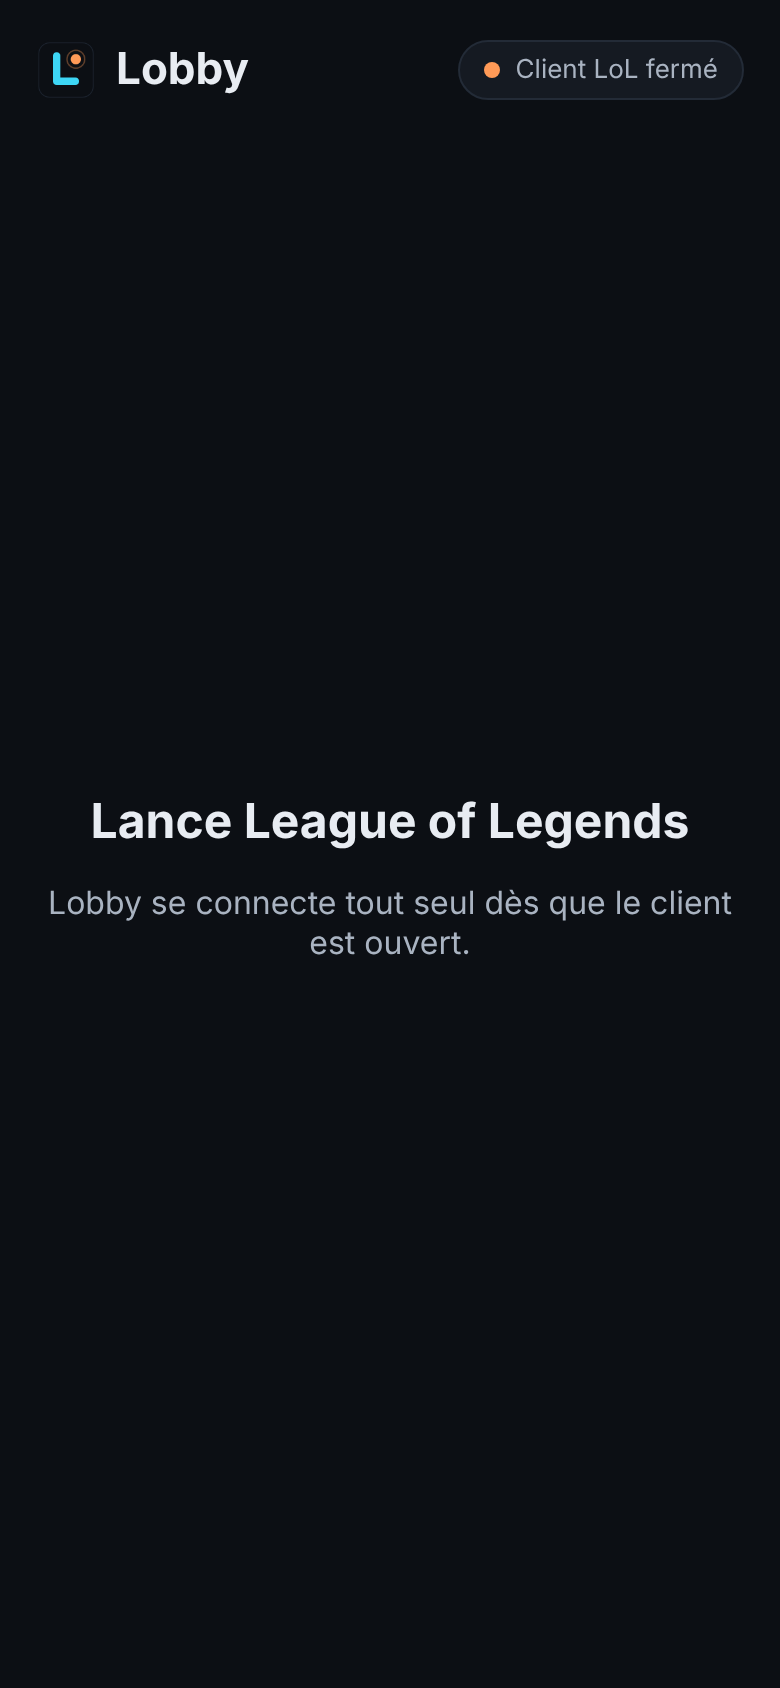 Lobby
Client LoL fermé
Lance League of Legends
Lobby se connecte tout seul dès que le client
est ouvert.